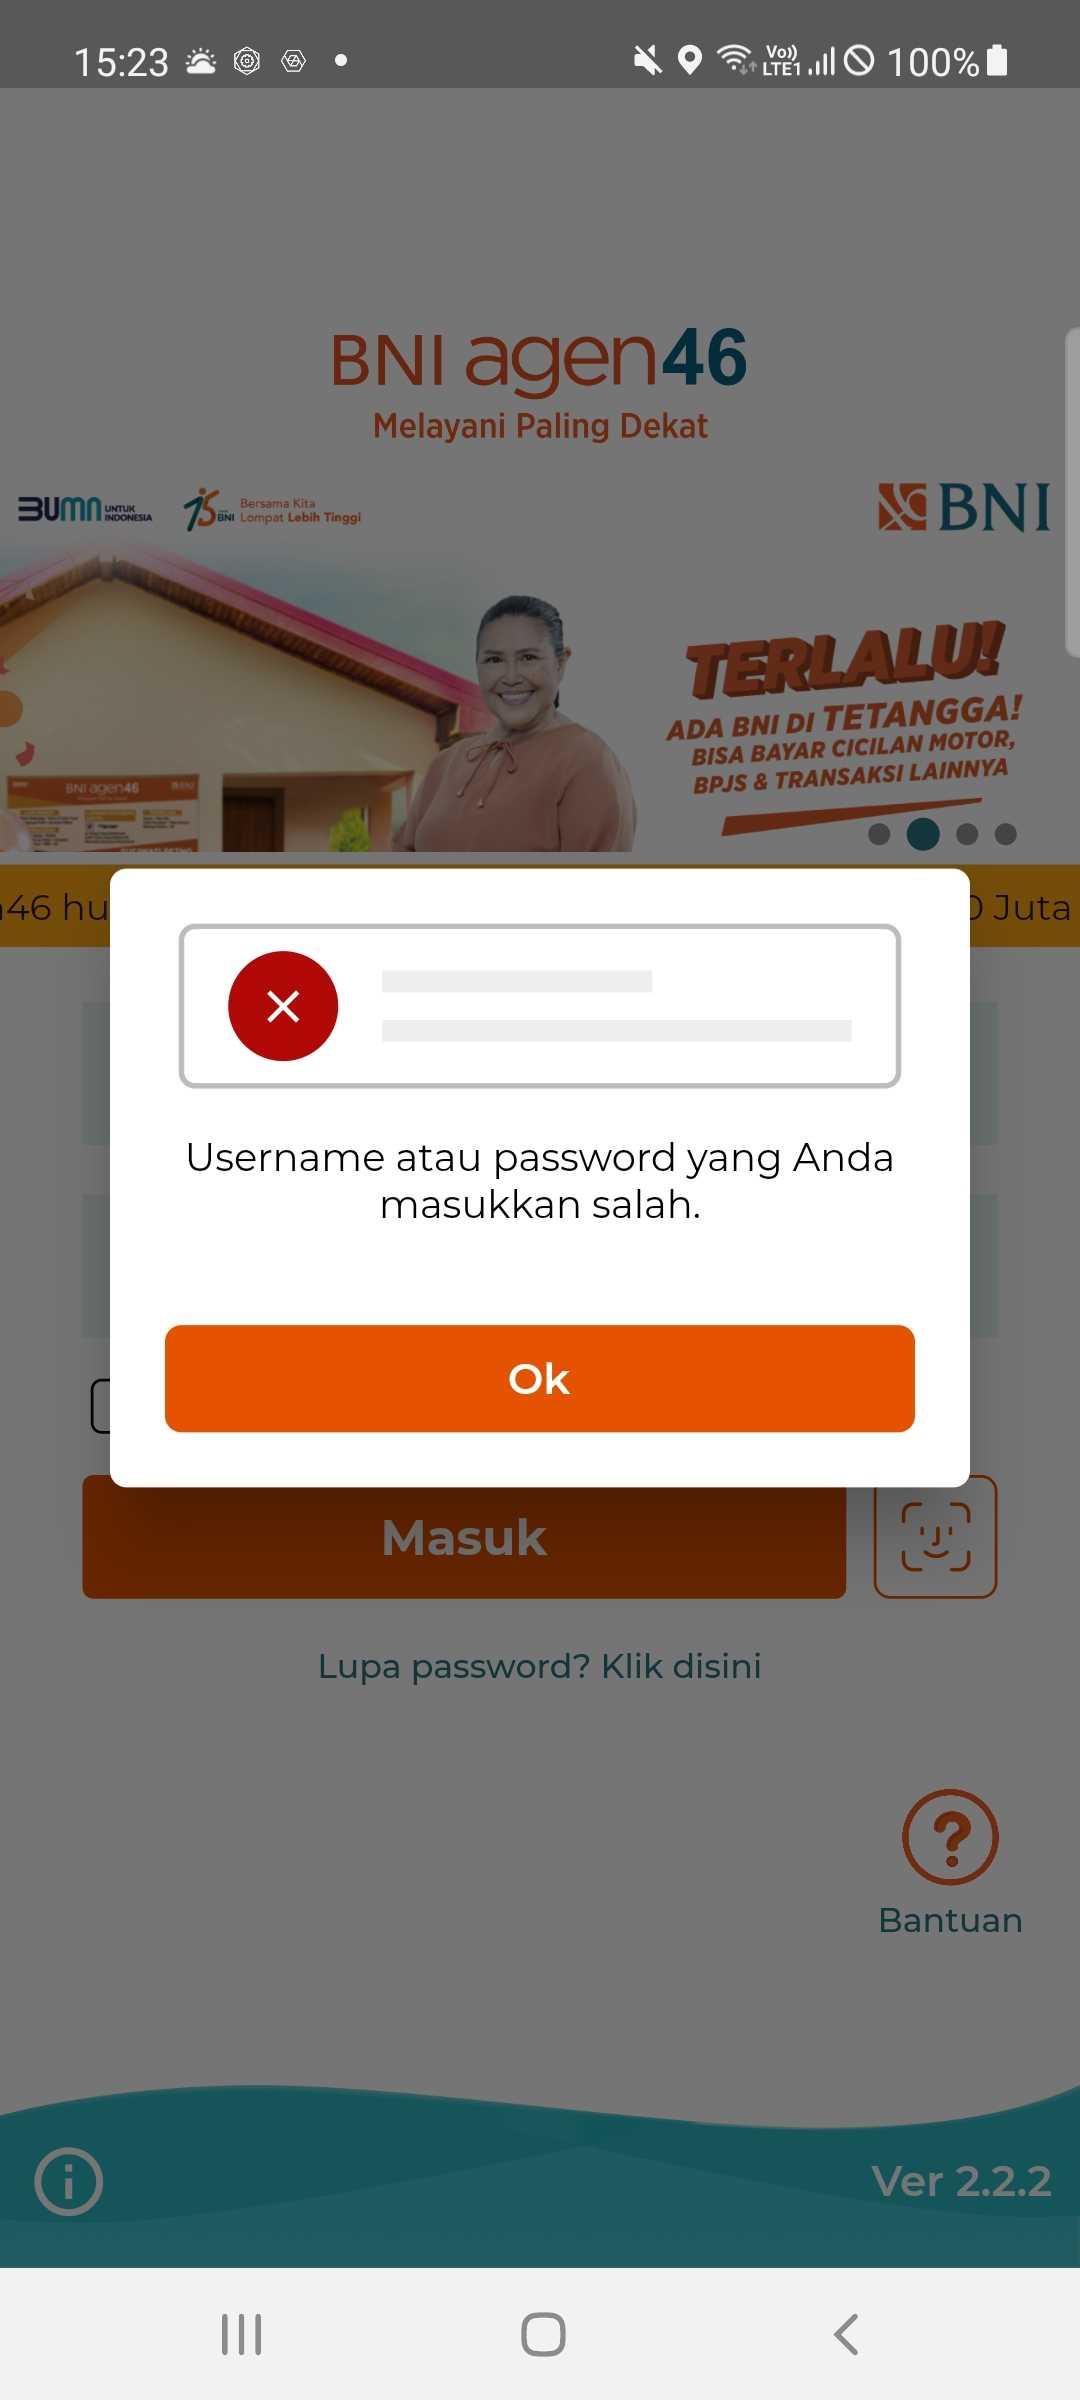 15:23
Vo))
LTE1
100%
BNI agen46
Melayani Paling Dekat
BUMN UNTUK
INDONESIA
75 BNI
Bersama Kita
Lompat Lebih Tinggi
BNI
TERLALU!
ADA BNI DI TETANGGA!
BISA BAYAR CICILAN MOTOR,
BPJS & TRANSAKSI LAINNYA
BNI agen46
46 hu
Juta
Username atau password yang Anda
masukkan salah.
Ok
Masuk
Lupa password? Klik disini
Bantuan
Ver 2.2.2